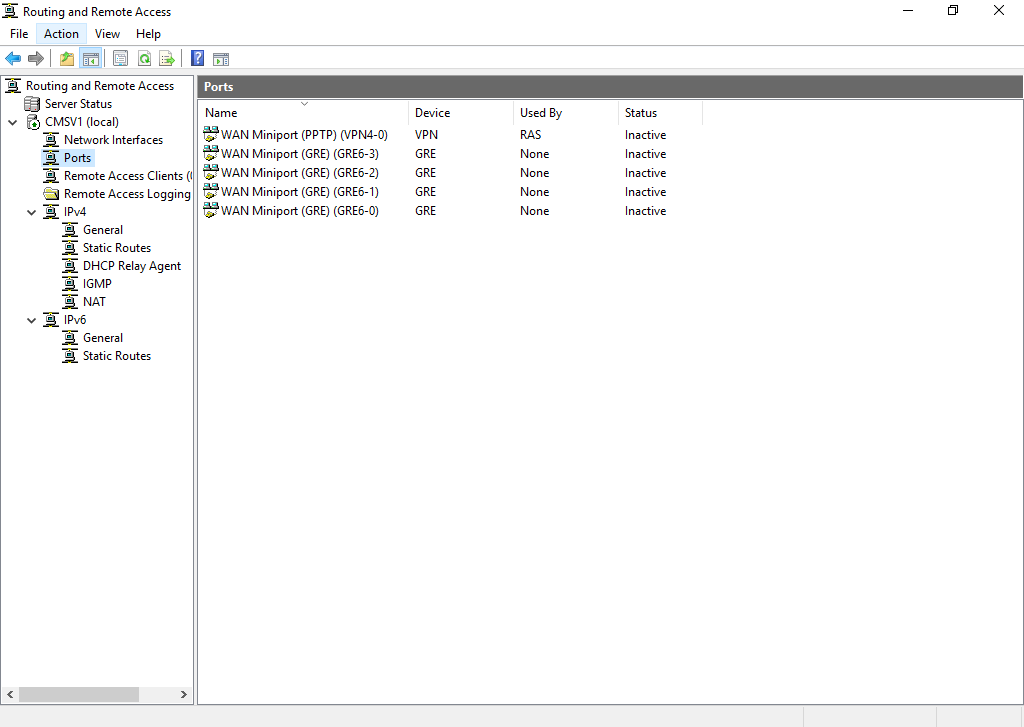 Routing and Remote Access
File Action View Help
Routing and Remote Access
Server Status
CMSV1 (local)
Network Interfaces
Ports
Remote Access Clients (
Remote Access Logging
IPv4
General
Static Routes
DHCP Relay Agent
IGMP
NAT
IPv6
General
Static Routes
Ports
Name Device Used By Status
WAN Miniport (PPTP) (VPN4-0) VPN RAS Inactive
WAN Miniport (GRE) (GRE6-3) GRE None Inactive
WAN Miniport (GRE) (GRE6-2) GRE None Inactive
WAN Miniport (GRE) (GRE6-1) GRE None Inactive
WAN Miniport (GRE) (GRE6-0) GRE None Inactive